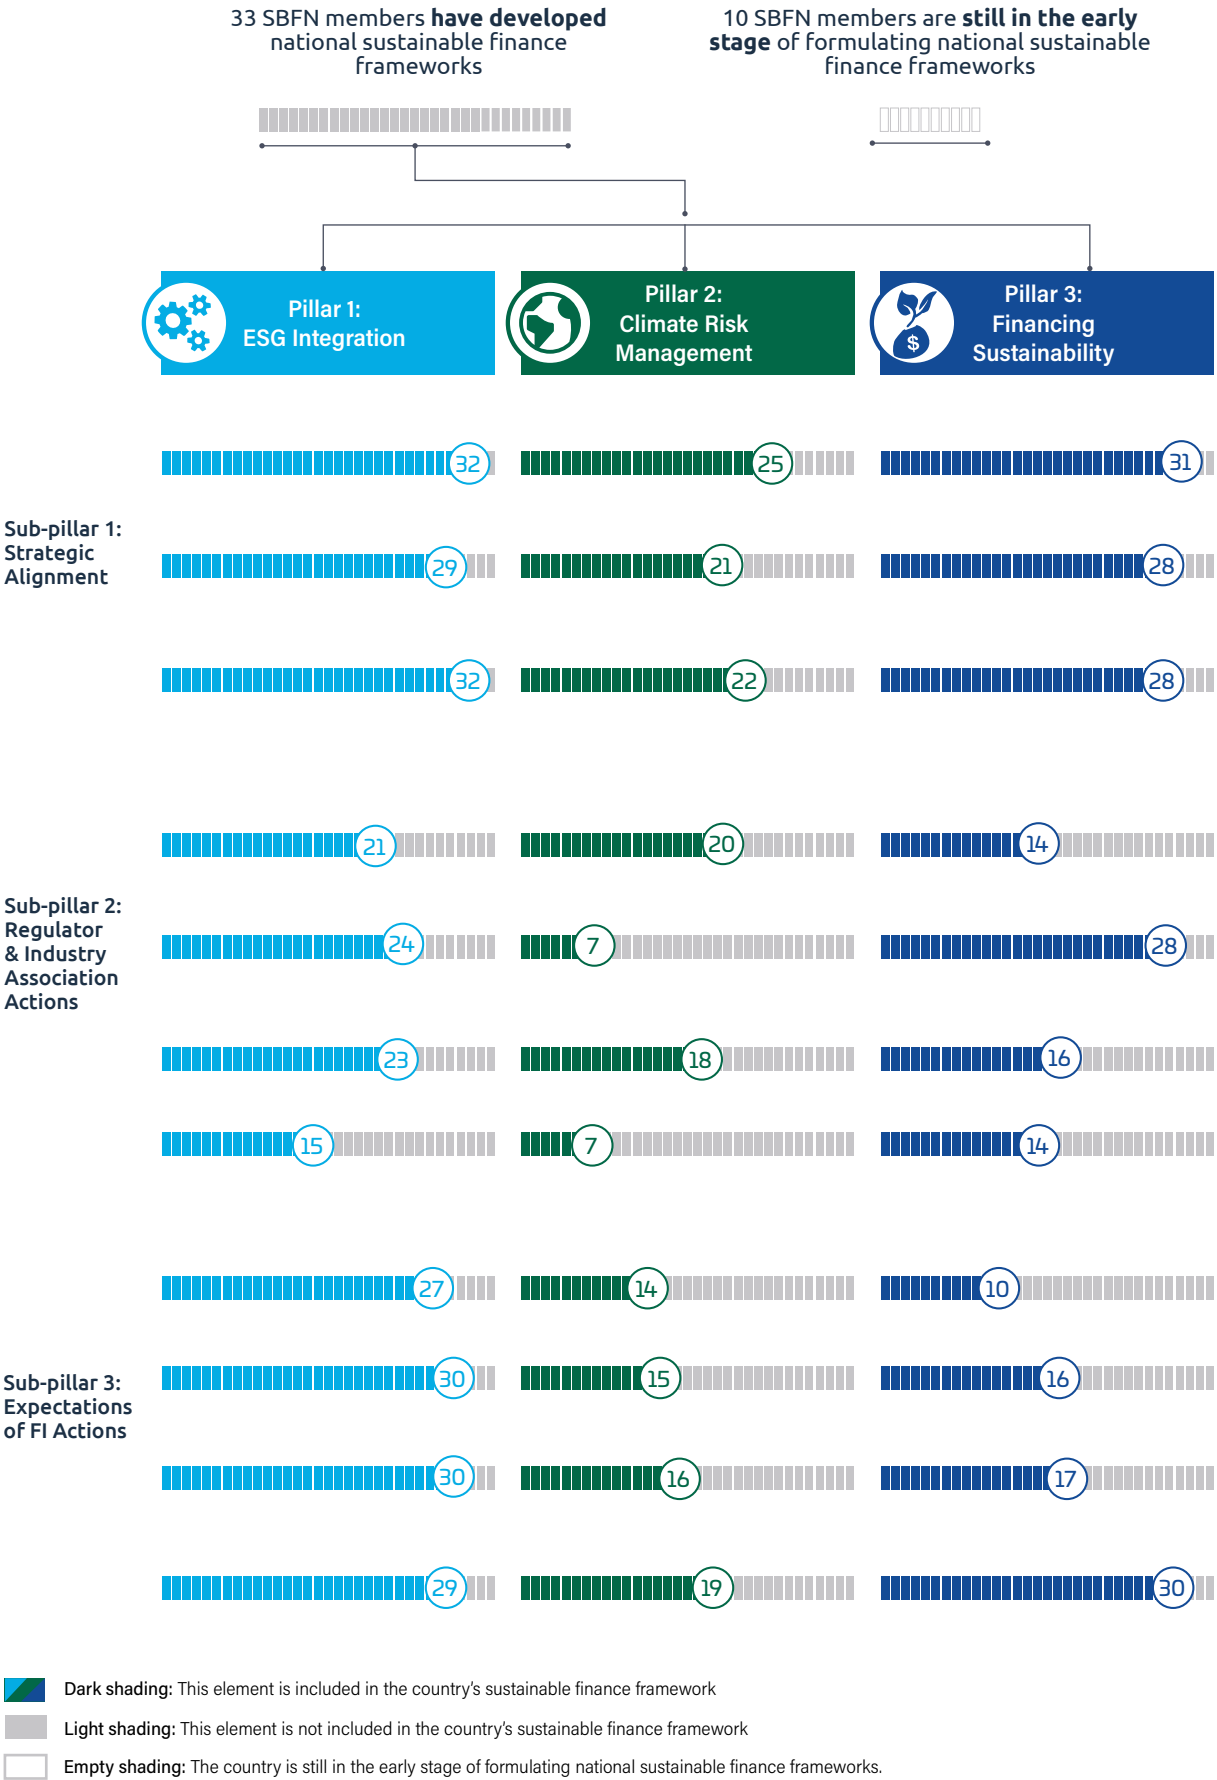 33 SBFN members have developed
national sustainable finance
frameworks
10 SBFN members are still in the early
stage of formulating national sustainable
finance frameworks
Pillar 1:
ESG Integration
Pillar 2:
Climate Risk
Management
$
Pillar 3:
Financing
Sustainability
Sub-pillar 1:
Strategic
Alignment
32
25
31
29
21
28
32
22
28
Sub-pillar 2:
Regulator
& Industry
Association
Actions
21
20
14
24
7
28
23
18
16
15
7
14
Sub-pillar 3:
Expectations
of FI Actions
27
14
10
30
15
16
30
16
17
29
19
30
Dark shading: This element is included in the country's sustainable finance framework
Light shading: This element is not included in the country's sustainable finance framework
Empty shading: The country is still in the early stage of formulating national sustainable finance frameworks.